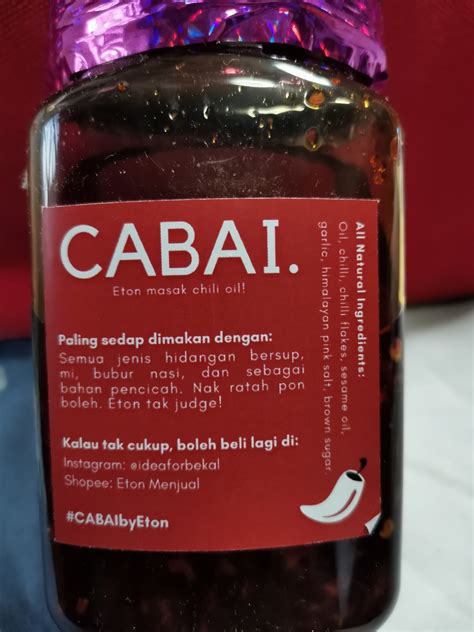 CABAI.
Eton masak chili oil!
Paling sedap dimakan dengan:
Semua jenis hidangan bersup,
mi, bubur nasi, dan sebagai
bahan pencicah. Nak ratah pon
boleh. Eton tak judge!
Kalau tak cukup, boleh beli lagi di:
Instagram: @ideaforbekal
Shopee: Eton Menjual
#CABAIbyEton
All Natural Ingredients:
Oil, chilli, chilli flakes, sesame oil,
garlic, himalayan pink salt, brown sugar.